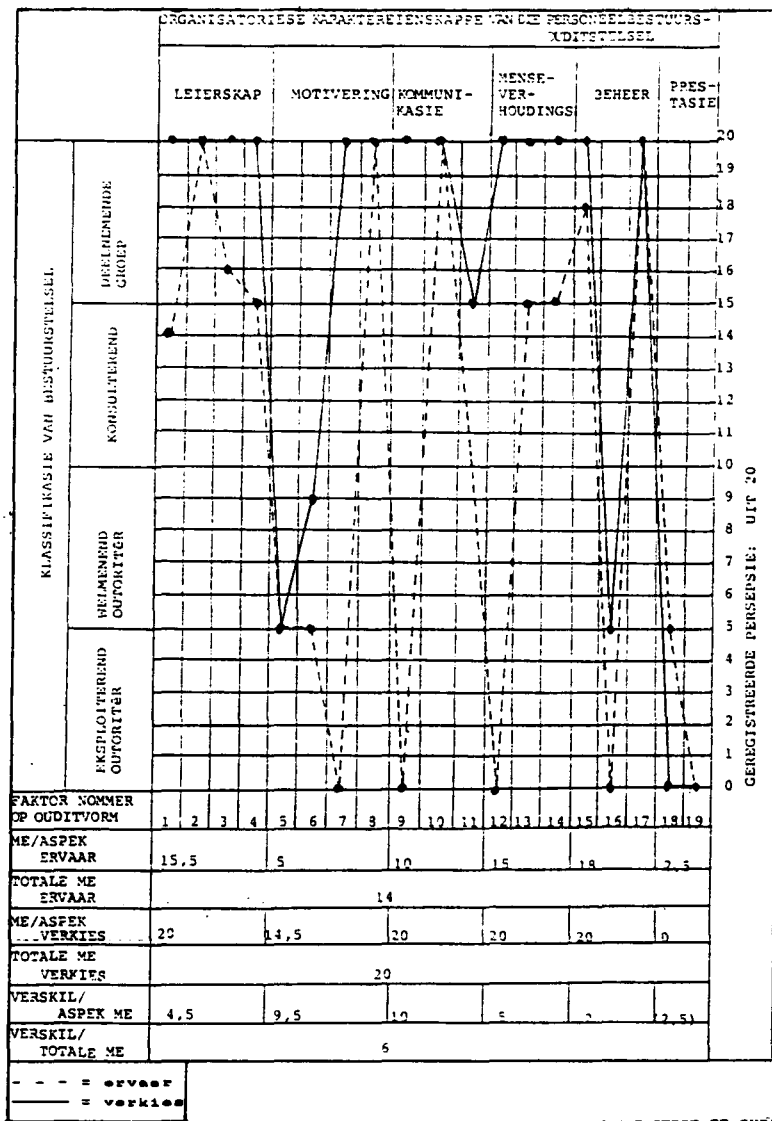 ORGANISATORIESE KARAKTEREIENSKAPPE VAN DIE PERSONEELBESTUURS-
OUDITSTELSEL
LEIERSKAP
MOTIVERING
KOMMUNI-
KASIE
MENSE-
VER-
HOUDINGS
BEHEER
PRES-
TASIE
KLASSIFIKASIE VAN BESTUURSTELSEL
DEELNEMENDE
GROEP
KONSULTEREND
WELMENEND
OUTORITÊR
EKSPLOITEREND
OUTORITÊR
20
19
18
17
16
15
14
13
12
11
10
9
8
7
6
5
4
3
2
1
0
GEREGISTREERDE PERSEPSIE: UIT 20
FAKTOR NOMMER
OP OUDITVORM 1 2 3 4 5 6 7 8 9 10 11 12 13 14 15 16 17 18 19
ME/ASPEK
ERVAAR 15,5 5 10 15 18 2,5
TOTALE ME
ERVAAR 14
ME/ASPEK
VERKIES 20 14,5 20 20 20 0
TOTALE ME
VERKIES 20
VERSKIL/
ASPEK ME 4,5 9,5 10 5 2 (2,5)
VERSKIL/
TOTALE ME 6
= ervaar
= verkies